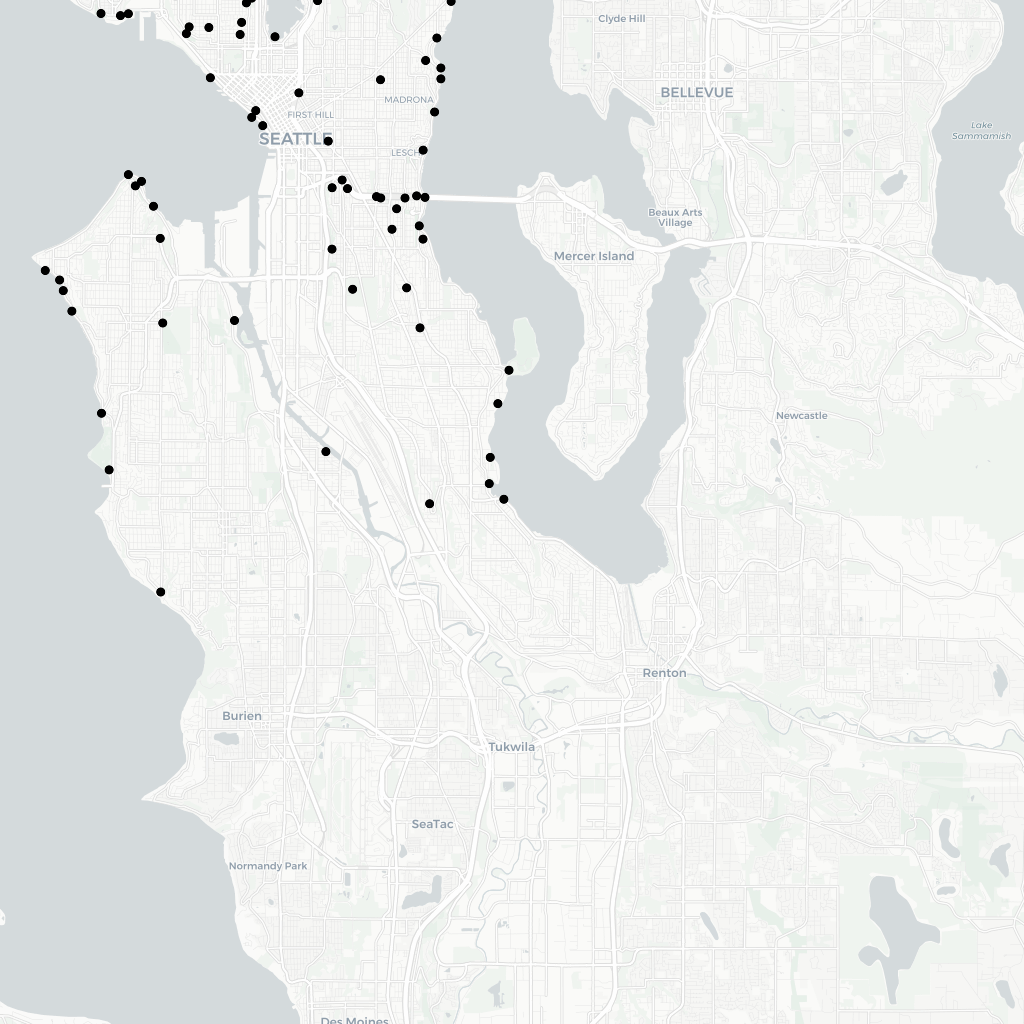 Clyde Hill
BELLEVUE
MADRONA
FIRST HILL
SEATTLE
LESCH
Lake
Sammamish
Beaux Arts
Village
Mercer Island
Newcastle
Renton
Burien
Tukwila
SeaTac
Normandy Park
Des Moines